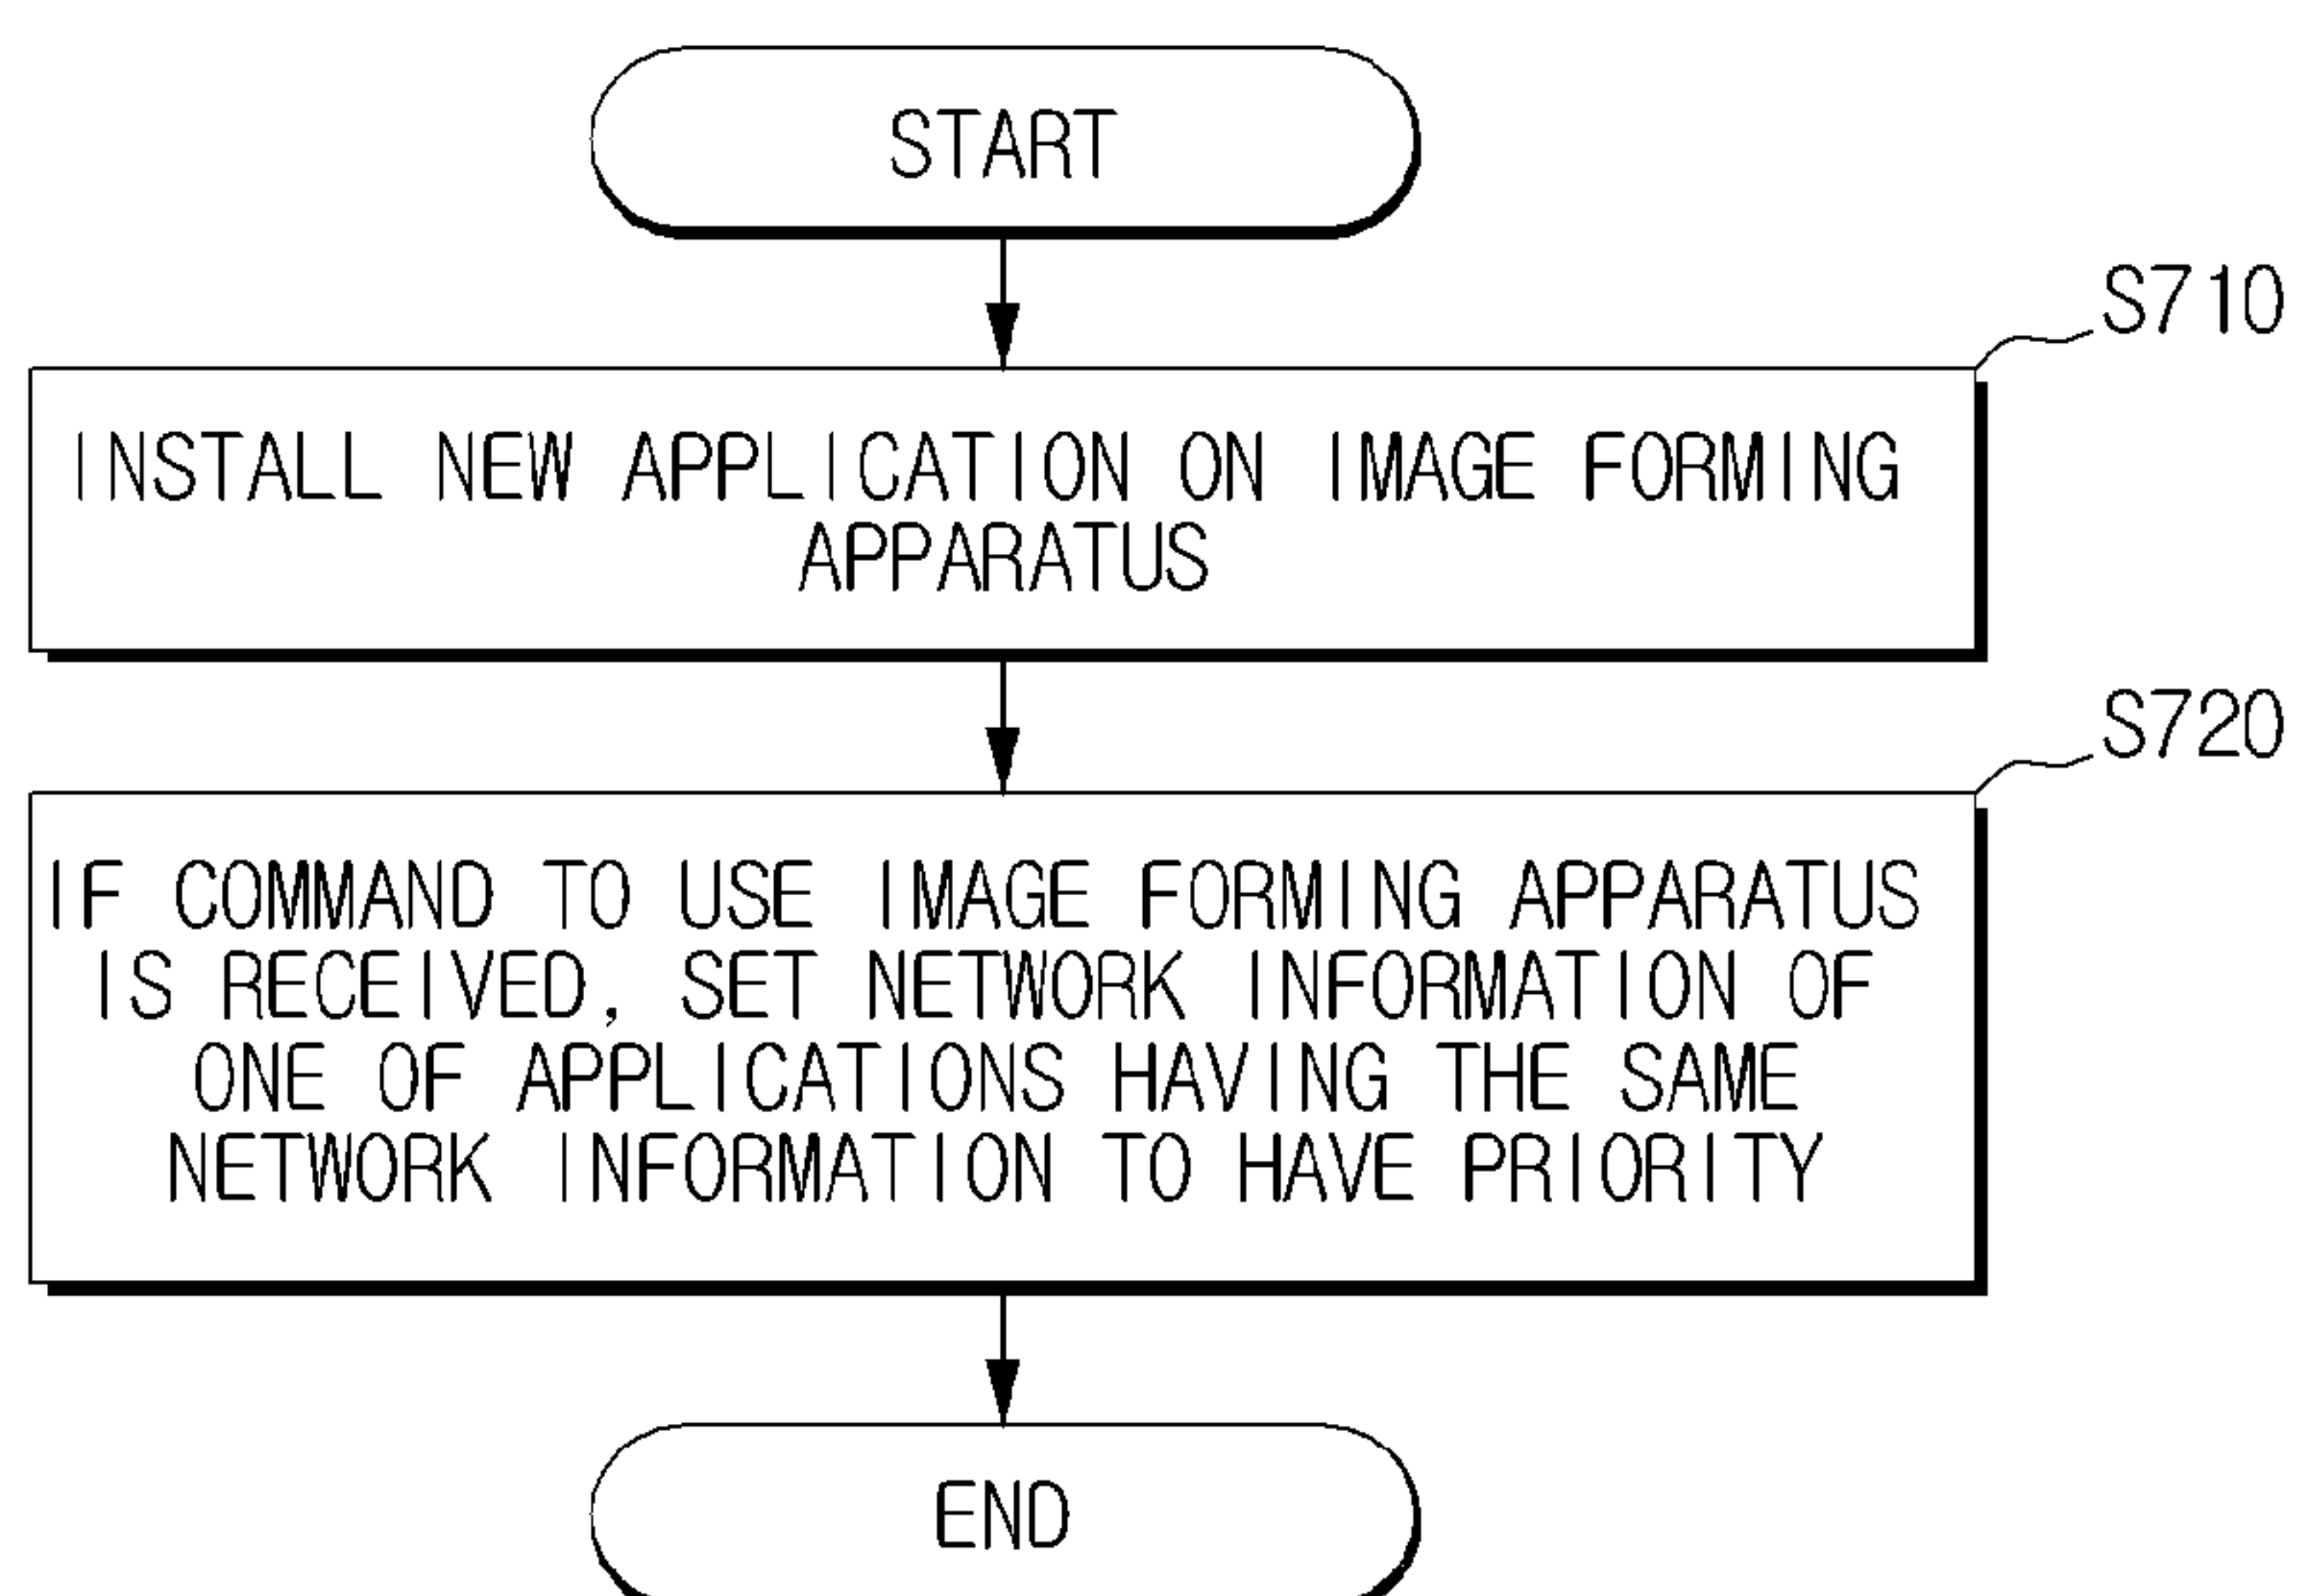 START
S710
INSTALL NEW APPLICATION ON IMAGE FORMING
APPARATUS
S720
IF COMMAND TO USE IMAGE FORMING APPARATUS
IS RECEIVED, SET NETWORK INFORMATION OF
ONE OF APPLICATIONS HAVING THE SAME
NETWORK INFORMATION TO HAVE PRIORITY
END